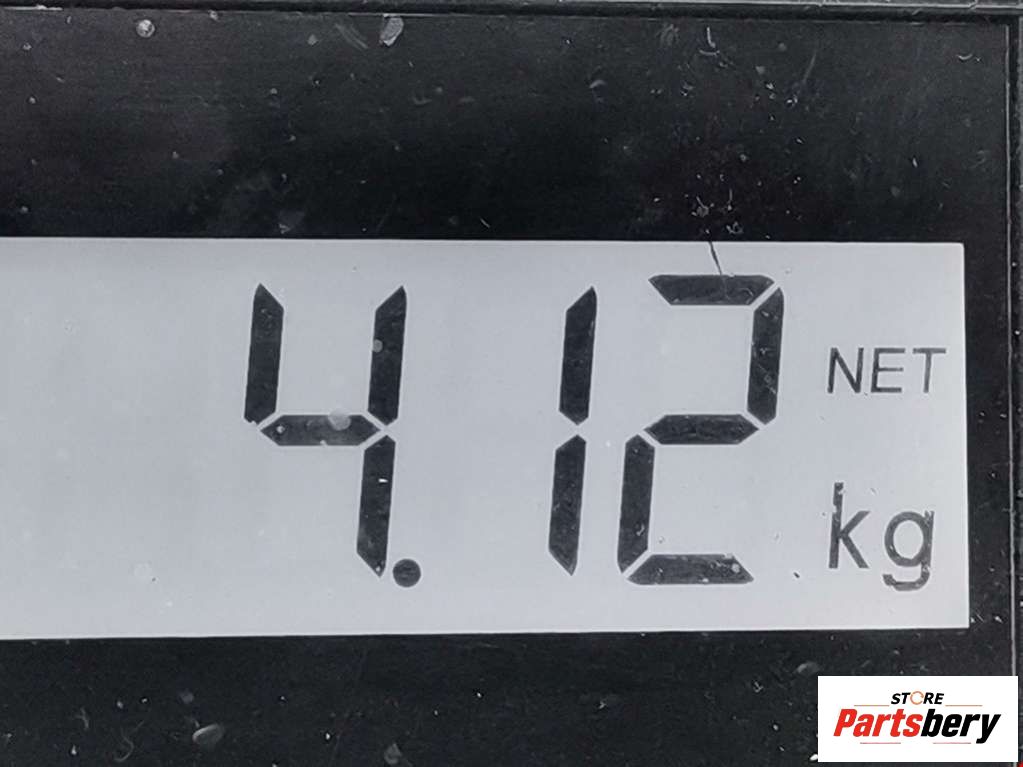 4.12 NET
kg
STORE
Partsbery